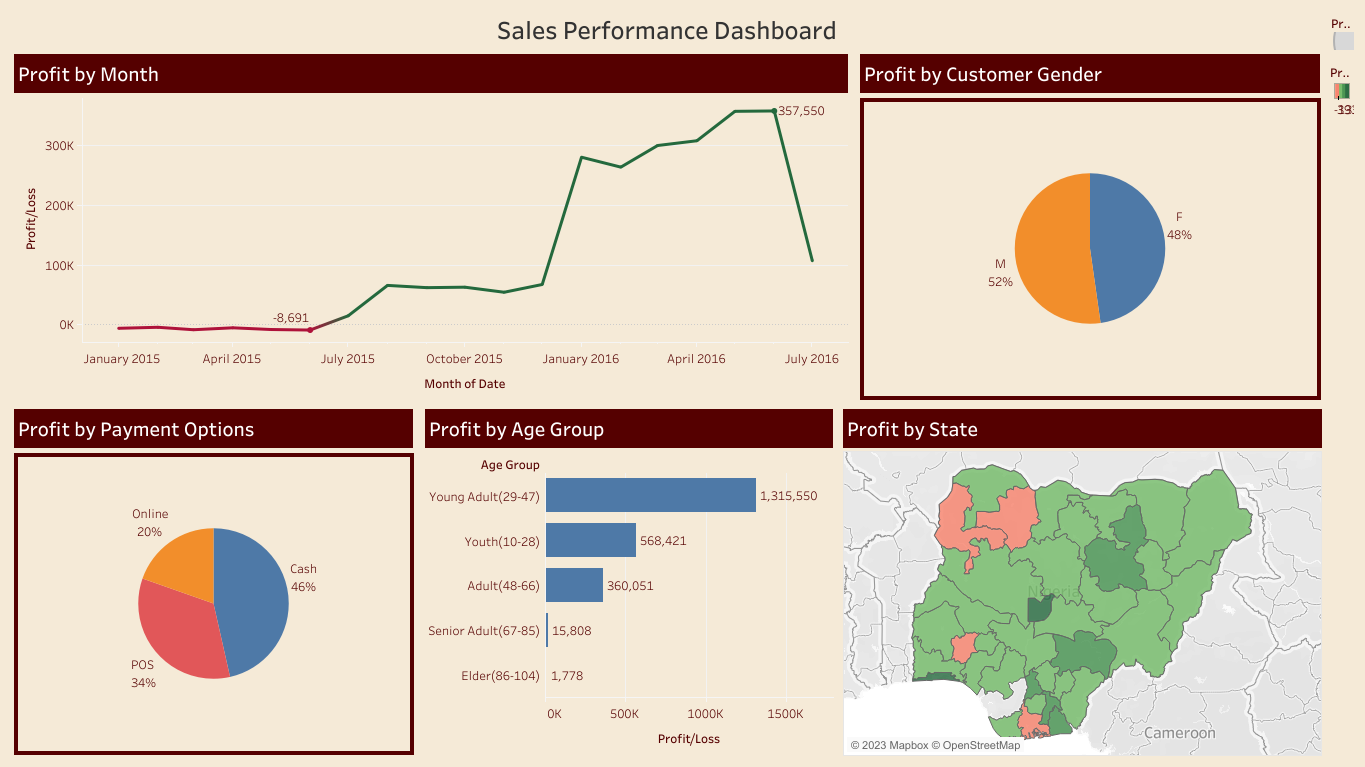 Sales Performance Dashboard
Pr..
Pr..
Profit by Month
Profit/Loss
300K
200K
100K
0K
357,550
-8,691
January 2015
April 2015
July 2015
October 2015
January 2016
April 2016
July 2016
Month of Date
Profit by Customer Gender
F
48%
M
52%
Profit by Payment Options
Online
20%
Cash
46%
POS
34%
Profit by Age Group
Age Group
Young Adult(29-47)
1,315,550
Youth(10-28)
568,421
Adult(48-66)
360,051
Senior Adult(67-85)
15,808
Elder(86-104)
1,778
0K
500K
1000K
1500K
Profit/Loss
Profit by State
Nigeria
Cameroon
© 2023 Mapbox © OpenStreetMap